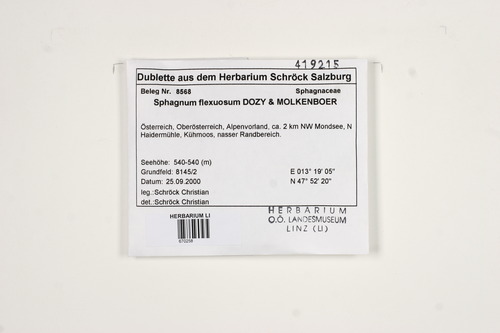 419215
Dublette aus dem Herbarium Schröck Salzburg
Beleg Nr. 8568 Sphagnaceae
Sphagnum flexuosum DOZY & MOLKENBOER
Österreich, Oberösterreich, Alpenvorland, ca. 2 km NW Mondsee, N
Haidermühle, Kühmoos, nasser Randbereich.
Seehöhe: 540-540 (m)
Grundfeld: 8145/2 E 013° 19' 05"
Datum: 25.09.2000 N 47° 52' 20"
leg.:Schröck Christian
det.:Schröck Christian
HERBARIUM LI
HERBARIUM
O.Ö. LANDESMUSEUM
LINZ (LI)